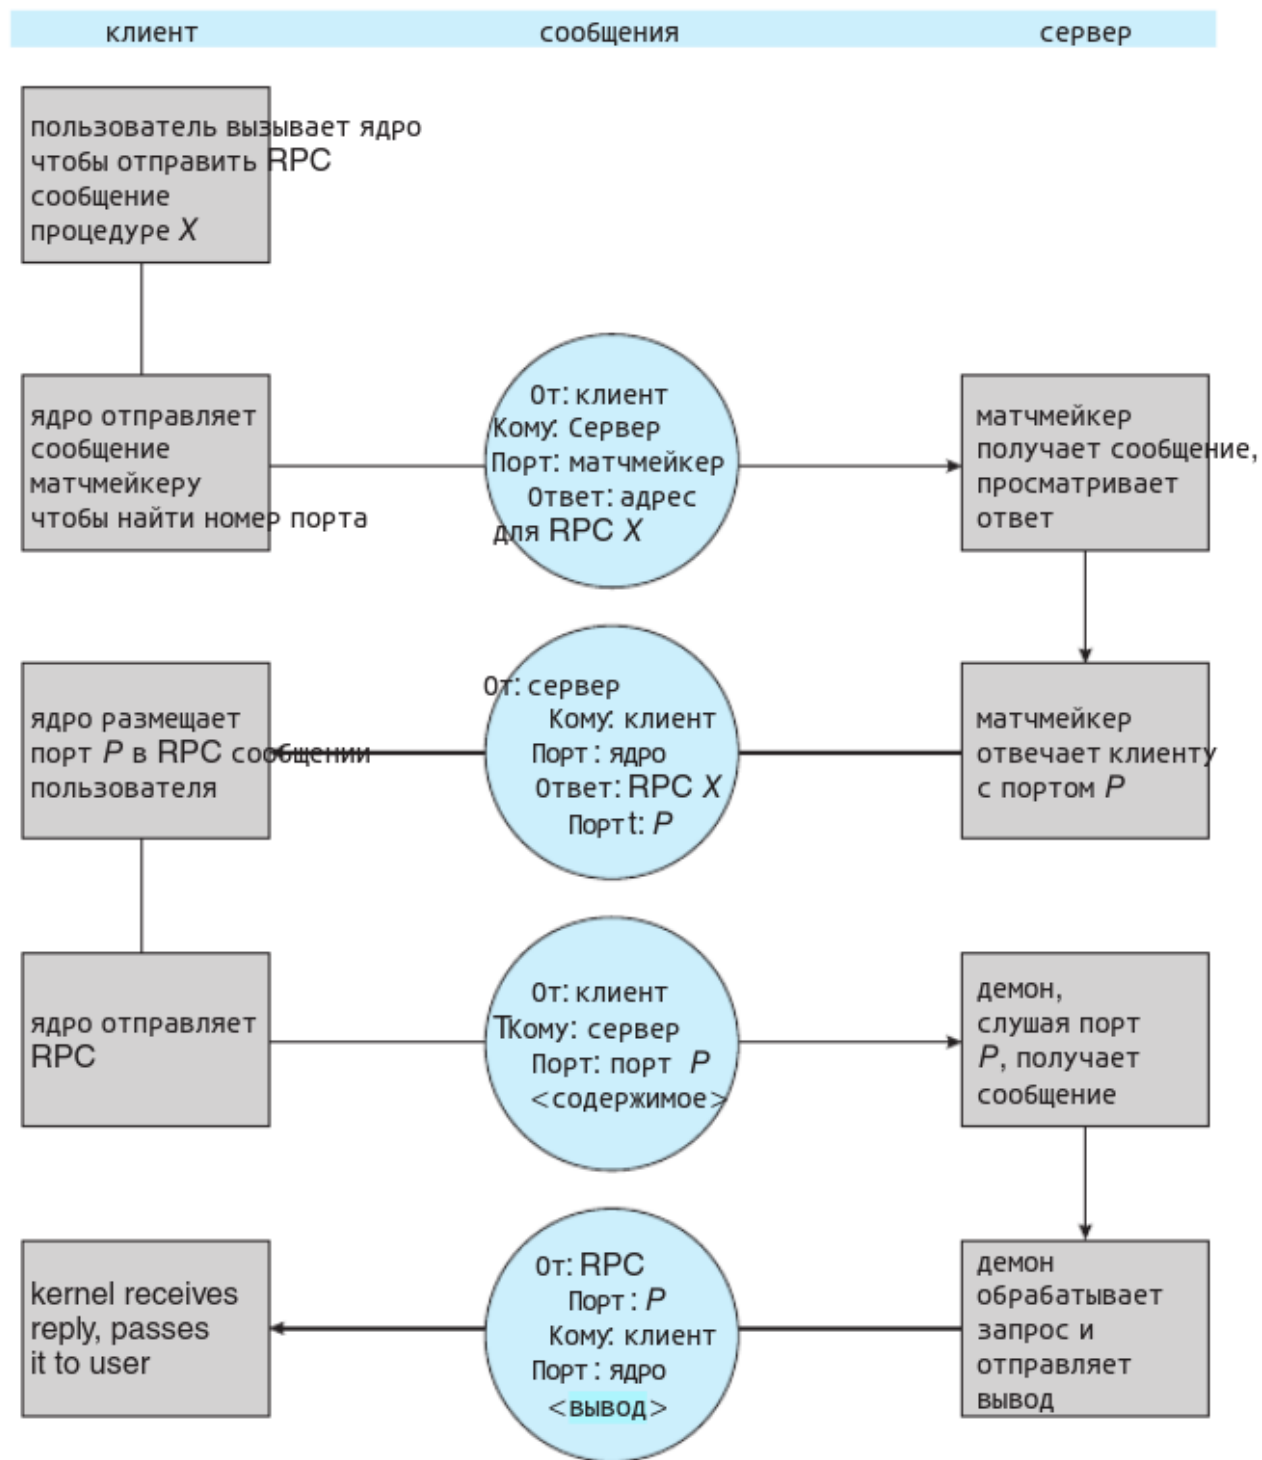 клиент
сообщения
сервер
пользователь вызывает ядро
чтобы отправить RPC
сообщение
процедуре X
ядро отправляет
сообщение
матчмейкеру
чтобы найти номер порта
От: клиент
Кому: Сервер
Порт: матчмейкер
Ответ: адрес
для RPC X
матчмейкер
получает сообщение,
просматривает
ответ
ядро размещает
порт P в RPC сообщении
пользователя
От: сервер
Кому: клиент
Порт: ядро
Ответ: RPC X
Портt: P
матчмейкер
отвечает клиенту
с портом P
ядро отправляет
RPC
От: клиент
TКому: сервер
Порт: порт P
<содержимое>
демон,
слушая порт
P, получает
сообщение
kernel receives
reply, passes
it to user
От: RPC
Порт: P
Кому: клиент
Порт: ядро
<вывод>
демон
обрабатывает
запрос и
отправляет
вывод